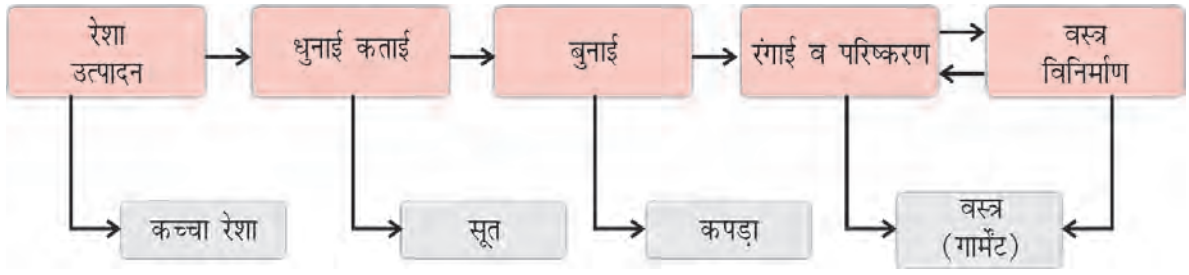 रेशा
उत्पादन
धुनाई कताई
बुनाई
रंगाई व परिष्करण
वस्त्र
विनिर्माण
कच्चा रेशा
सूत
कपड़ा
वस्त्र
(गार्मेंट)